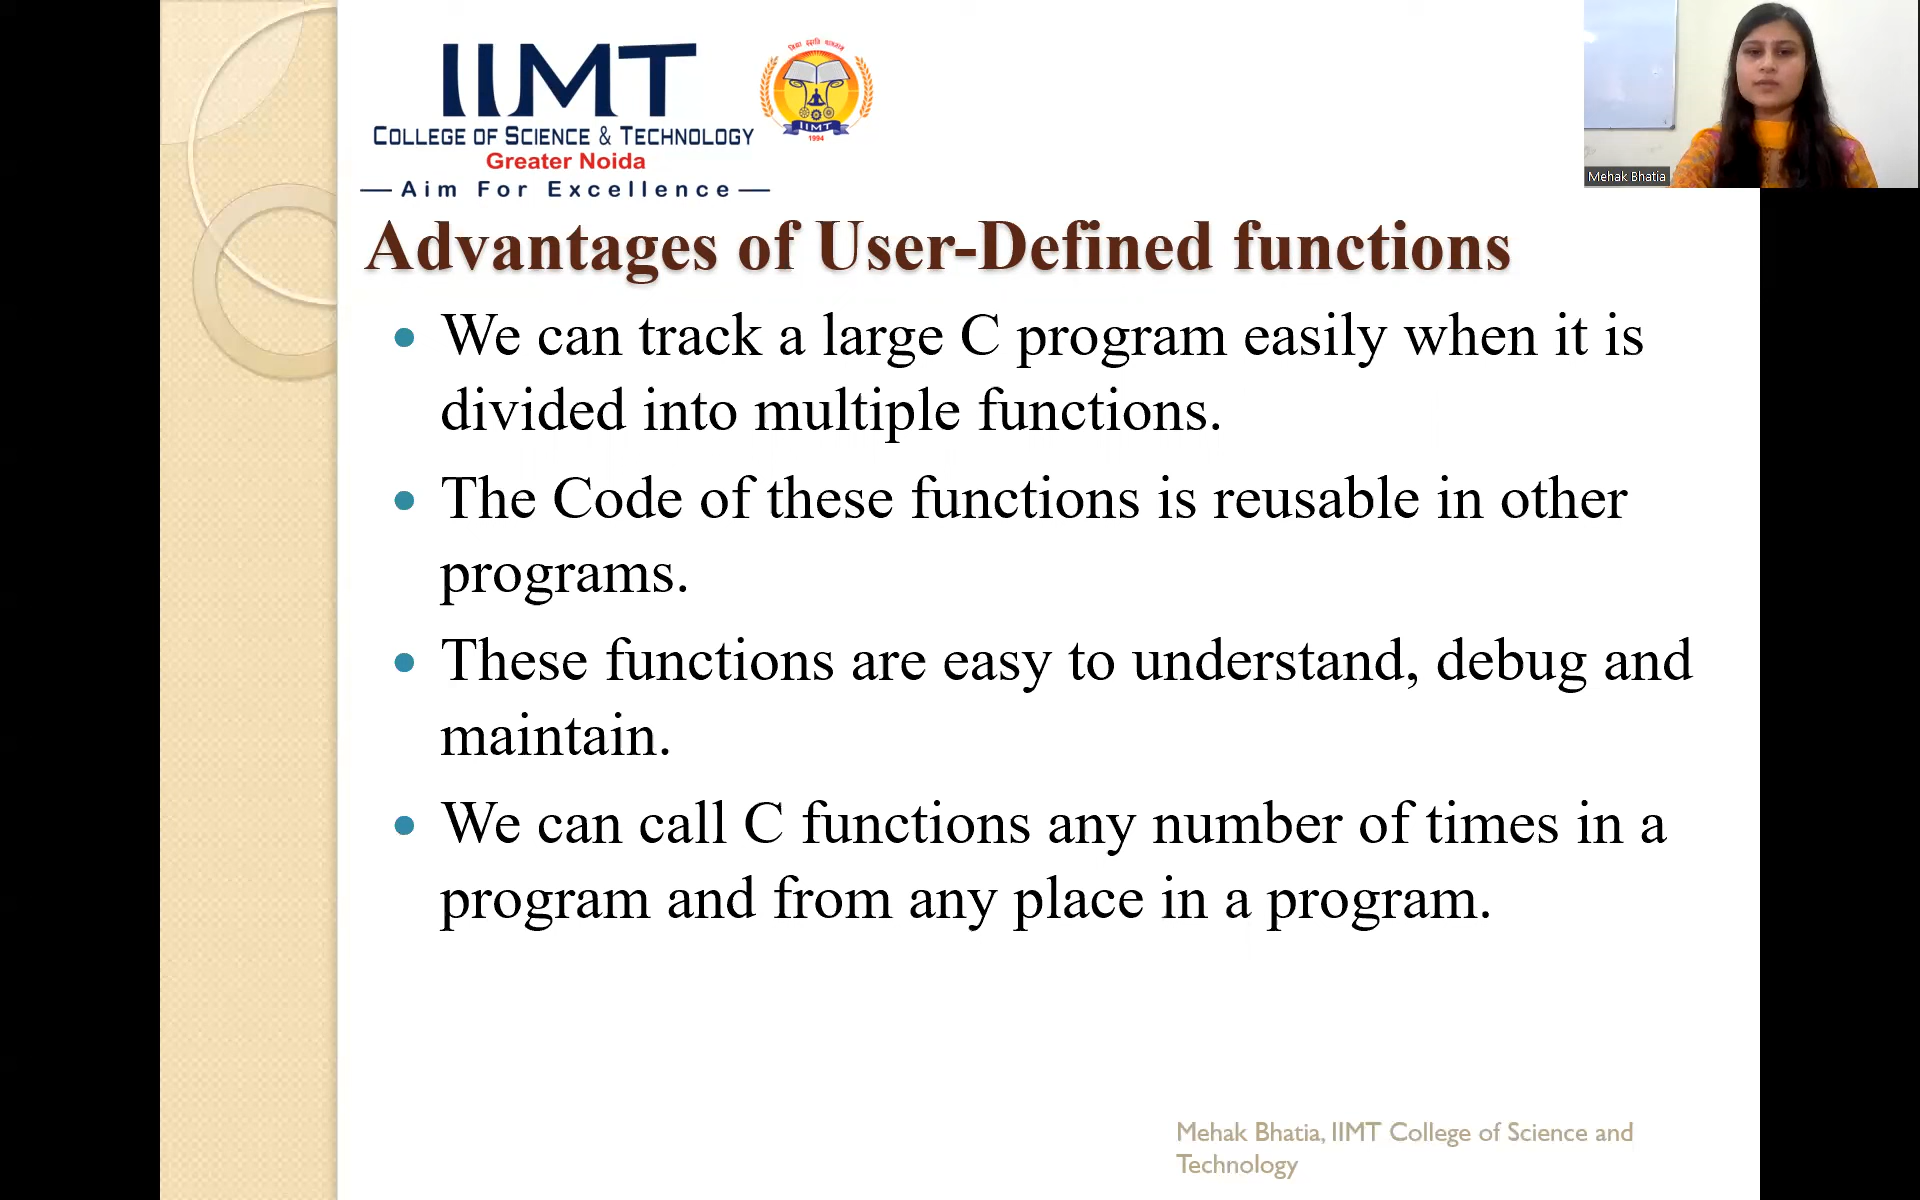 IIMT
COLLEGE OF SCIENCE & TECHNOLOGY
Greater Noida
Aim For Excellence
IIMT
1994
Mehak Bhatia
Advantages of User-Defined functions
• We can track a large C program easily when it is
divided into multiple functions.
• The Code of these functions is reusable in other
programs.
• These functions are easy to understand, debug and
maintain.
• We can call C functions any number of times in a
program and from any place in a program.
Mehak Bhatia, IIMT College of Science and
Technology